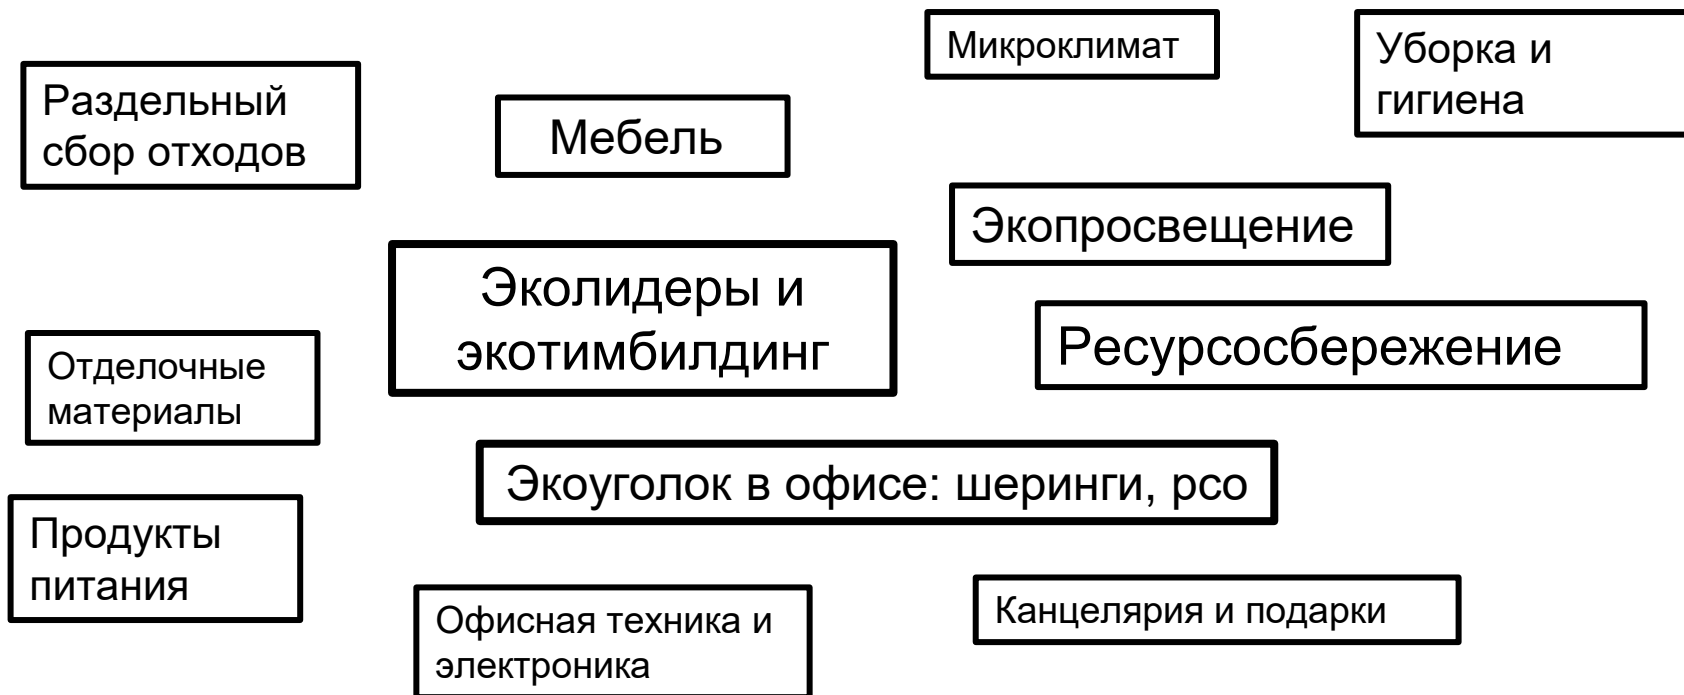 Микроклимат
Уборка и
гигиена
Раздельный
сбор отходов
Мебель
Экопросвещение
Эколидеры и
экотимбилдинг
Ресурсосбережение
Отделочные
материалы
Экоуголок в офисе: шеринги, рсо
Продукты
питания
Офисная техника и
электроника
Канцелярия и подарки